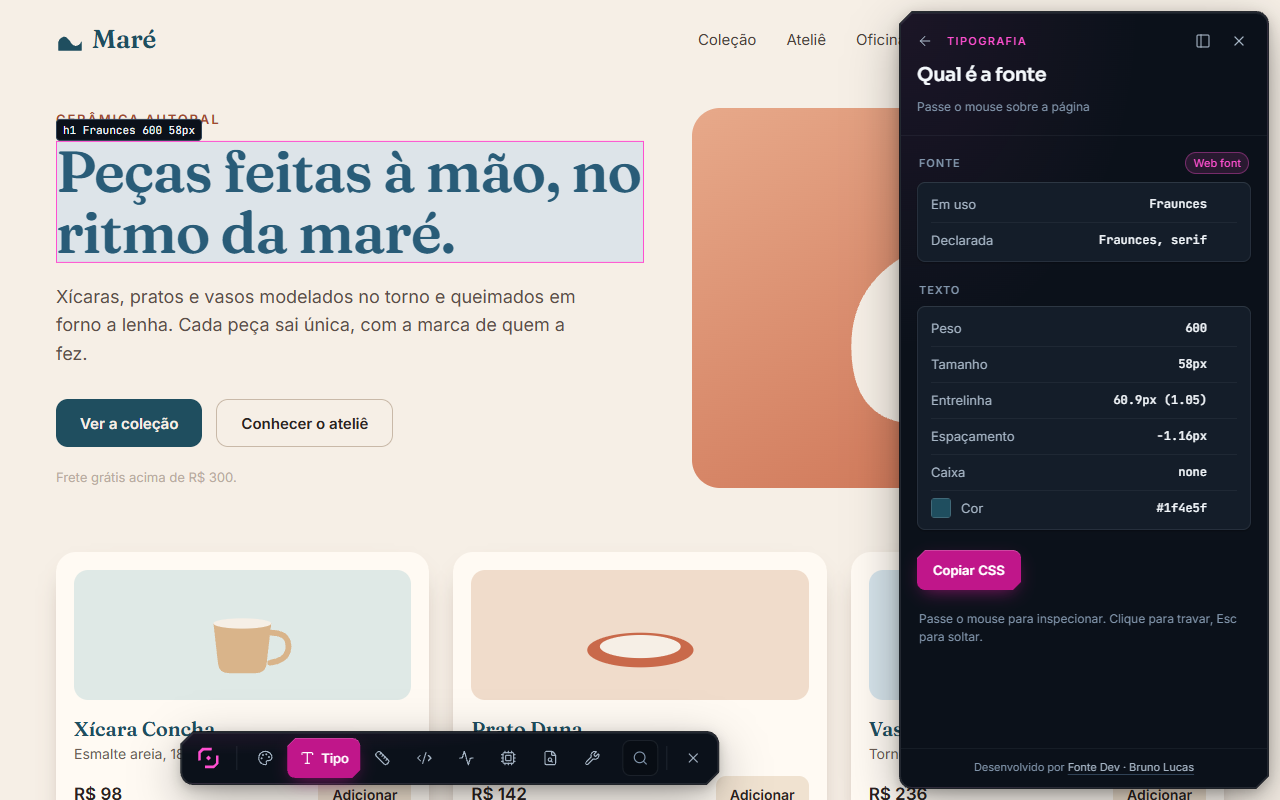 Maré
Coleção Ateliê
CERÂMICA AUTORAL
h1 Fraunces 600 58px
Peças feitas à mão, no
ritmo da maré.
Xícaras, pratos e vasos modelados no torno e queimados em
forno a lenha. Cada peça sai única, com a marca de quem a
fez.
Ver a coleção Conhecer o ateliê
Frete grátis acima de R$ 300.
Xícara Concha
Esmalte areia,
R$ 98 Adicionar
Prato Duna
R$ 142 Adicionar
R$ 236 Adicionar
Tipo
TIPOGRAFIA
Qual é a fonte
Passe o mouse sobre a página
FONTE Web font
Em uso Fraunces
Declarada Fraunces, serif
TEXTO
Peso 600
Tamanho 58px
Entrelinha 60.9px (1.05)
Espaçamento -1.16px
Caixa none
Cor #1f4e5f
Copiar CSS
Passe o mouse para inspecionar. Clique para travar, Esc
para soltar.
Desenvolvido por Fonte Dev · Bruno Lucas